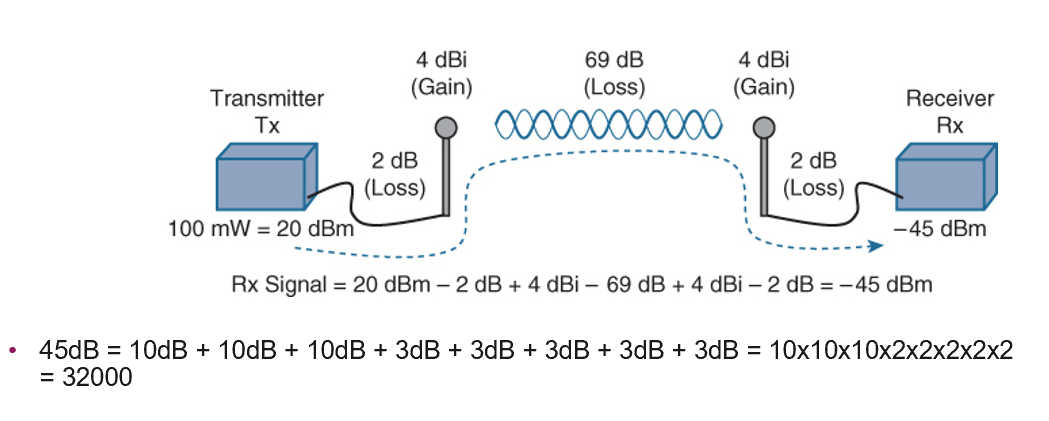 4 dBi
(Gain)
69 dB
(Loss)
4 dBi
(Gain)
Transmitter
Tx
Receiver
Rx
2 dB
(Loss)
2 dB
(Loss)
100 mW = 20 dBm
−45 dBm
Rx Signal = 20 dBm − 2 dB + 4 dBi − 69 dB + 4 dBi − 2 dB = −45 dBm
• 45dB = 10dB + 10dB + 10dB + 3dB + 3dB + 3dB + 3dB + 3dB = 10x10x10x2x2x2x2x2
= 32000